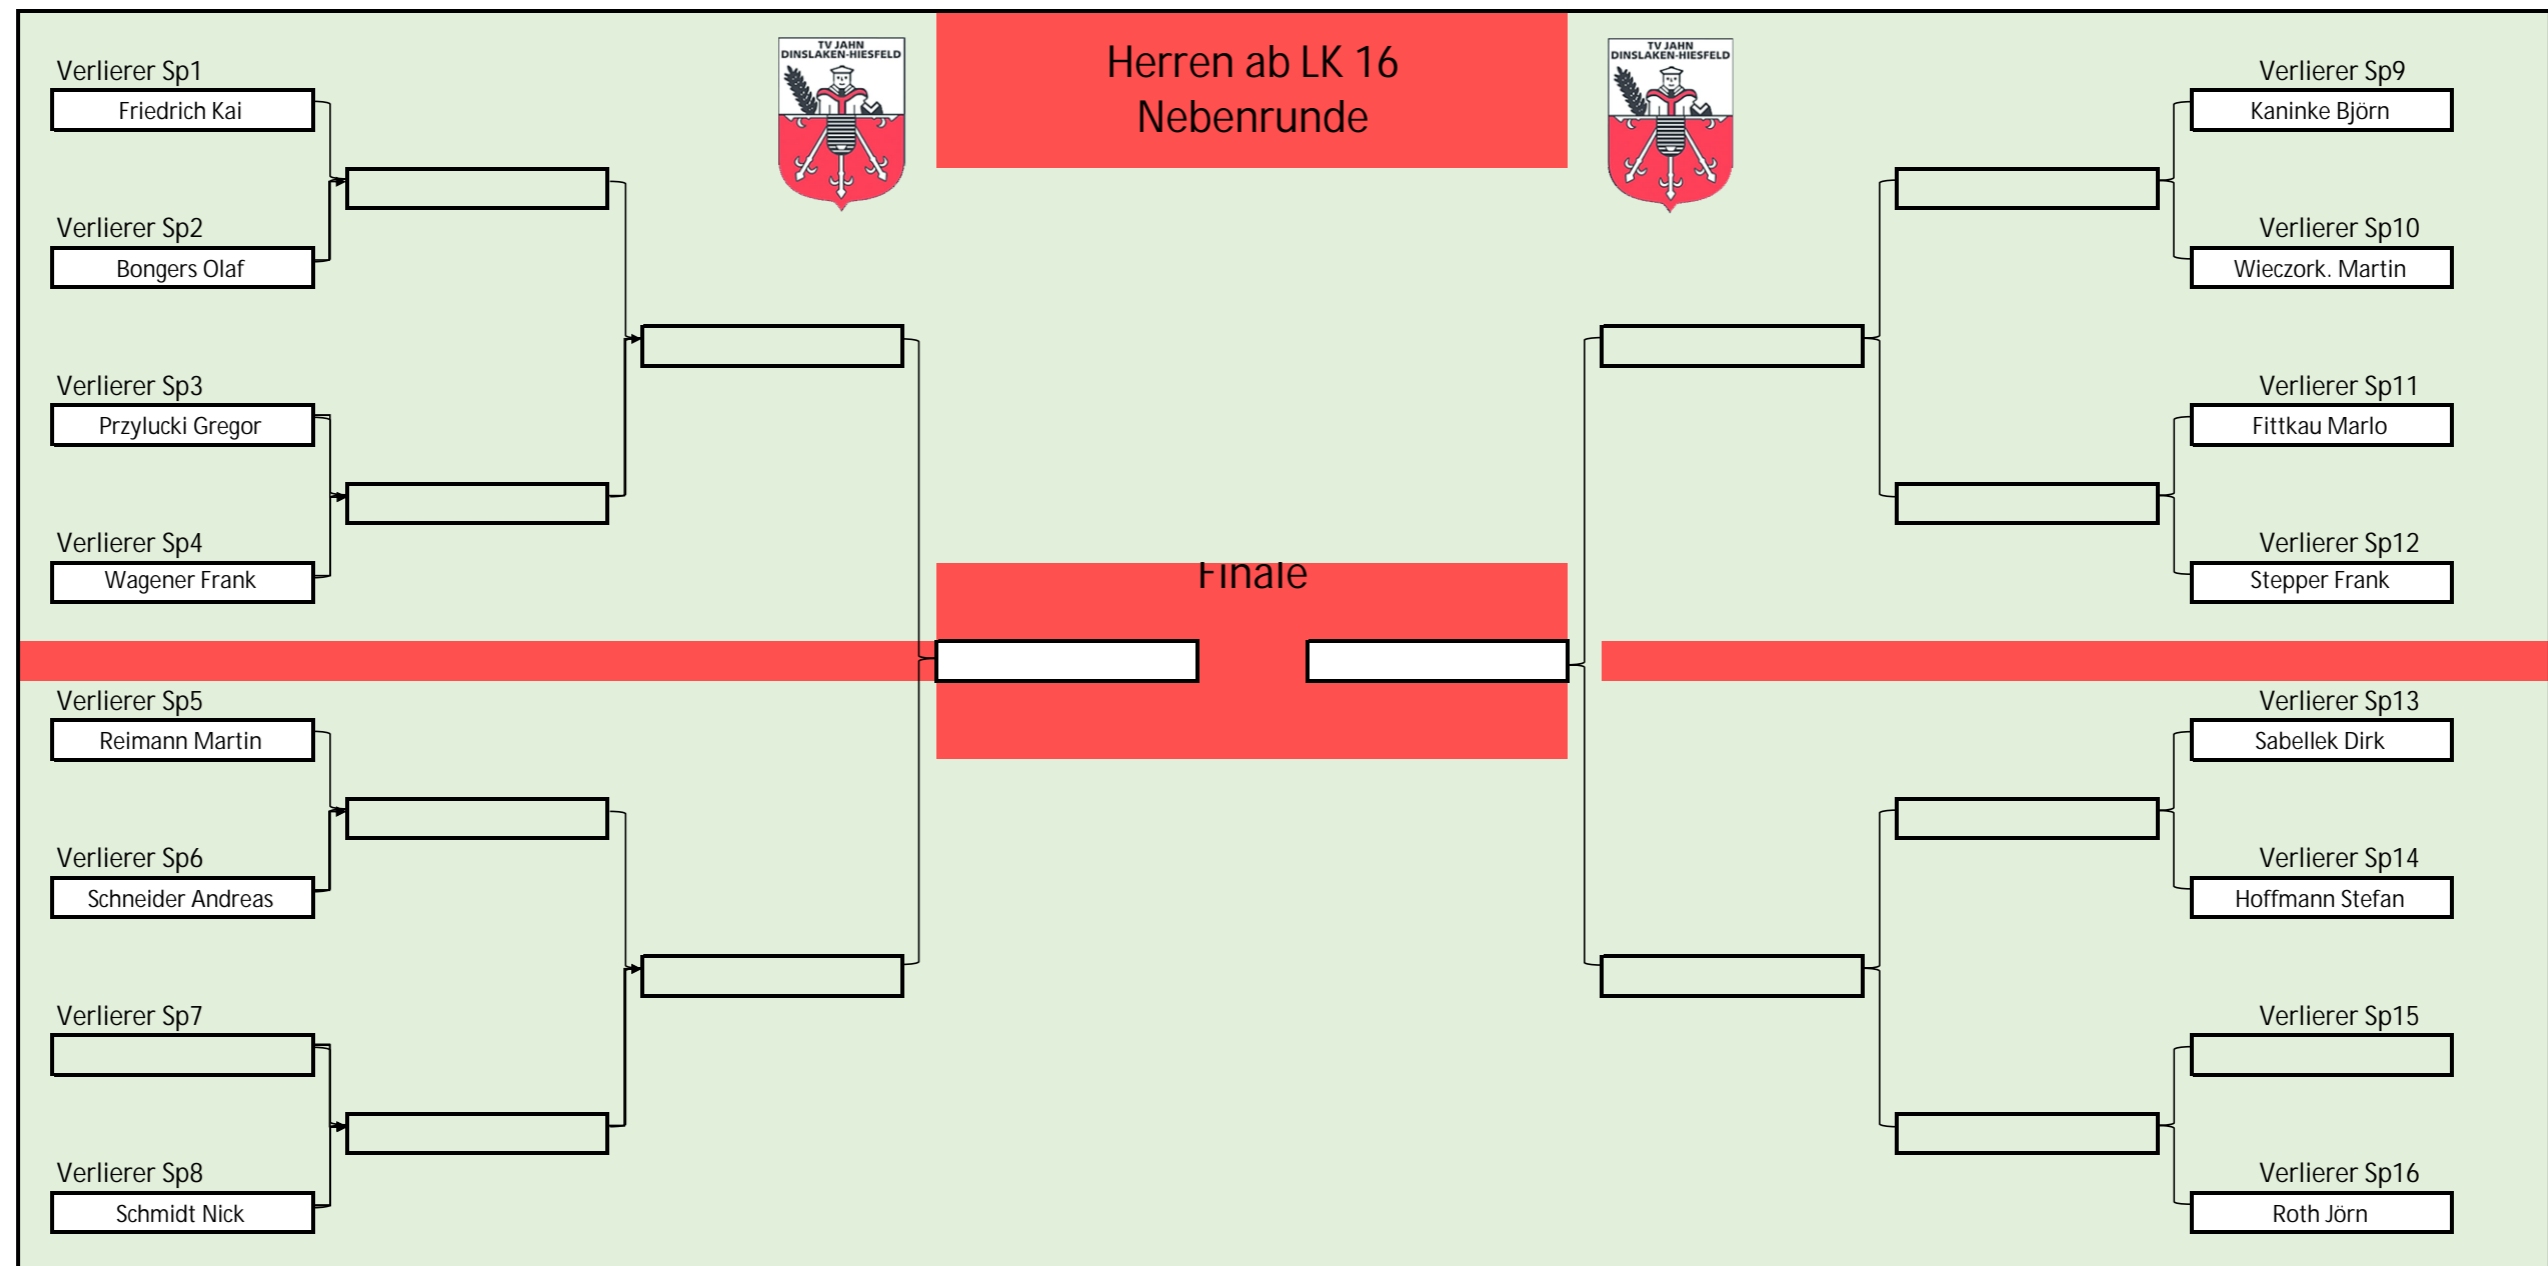 TV JAHN
DINSLAKEN-HIESFELD
Herren ab LK 16
Nebenrunde
TV JAHN
DINSLAKEN-HIESFELD
Verlierer Sp1
Friedrich Kai
Verlierer Sp2
Bongers Olaf
Verlierer Sp3
Przylucki Gregor
Verlierer Sp4
Wagener Frank
Verlierer Sp5
Reimann Martin
Verlierer Sp6
Schneider Andreas
Verlierer Sp7
Verlierer Sp8
Schmidt Nick
Finale
Verlierer Sp9
Kaninke Björn
Verlierer Sp10
Wieczork. Martin
Verlierer Sp11
Fittkau Marlo
Verlierer Sp12
Stepper Frank
Verlierer Sp13
Sabellek Dirk
Verlierer Sp14
Hoffmann Stefan
Verlierer Sp15
Verlierer Sp16
Roth Jörn